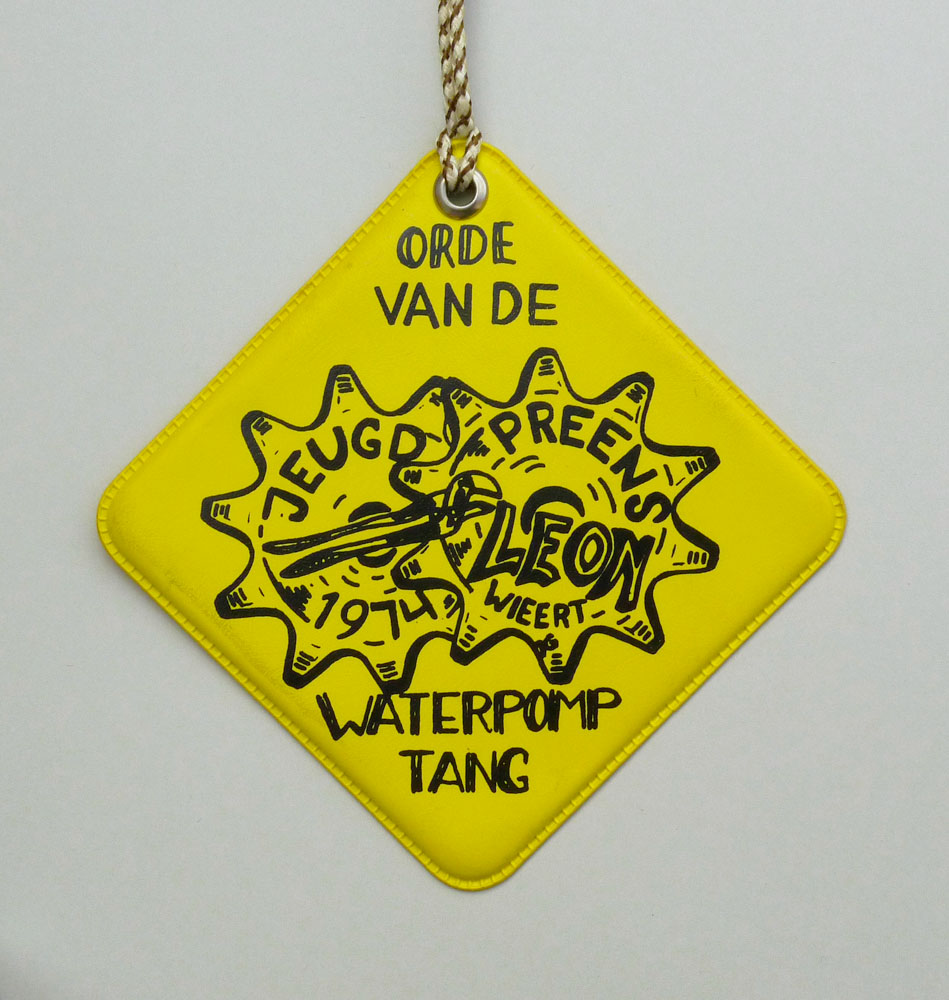 ORDE
VAN DE
JEUGD PREENS
LEON
WIEERT
1974
WATERPOMP
TANG